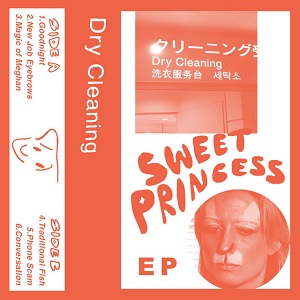 SIDE A
1.Goodnight
2.New Job Eyebrows
3.Magic of Meghan
SIDE B
4.Traditional Fish
5.Phone Scam
6.Conversation
Dry Cleaning
クリーニング受
Dry Cleaning
洗衣服务台 세탁소
SWEET
PRINCESS
EP